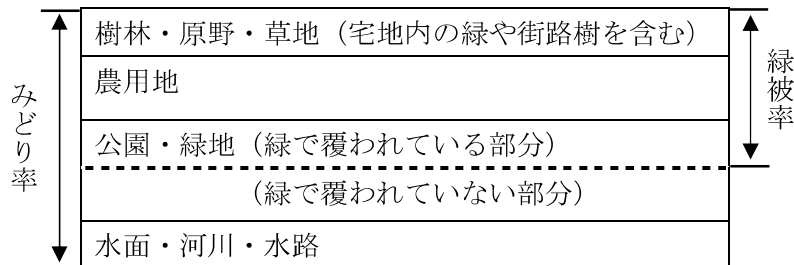 樹林・原野・草地（宅地内の緑や街路樹を含む）
農用地
公園・緑地（緑で覆われている部分）
（緑で覆われていない部分）
水面・河川・水路
みどり率
緑被率